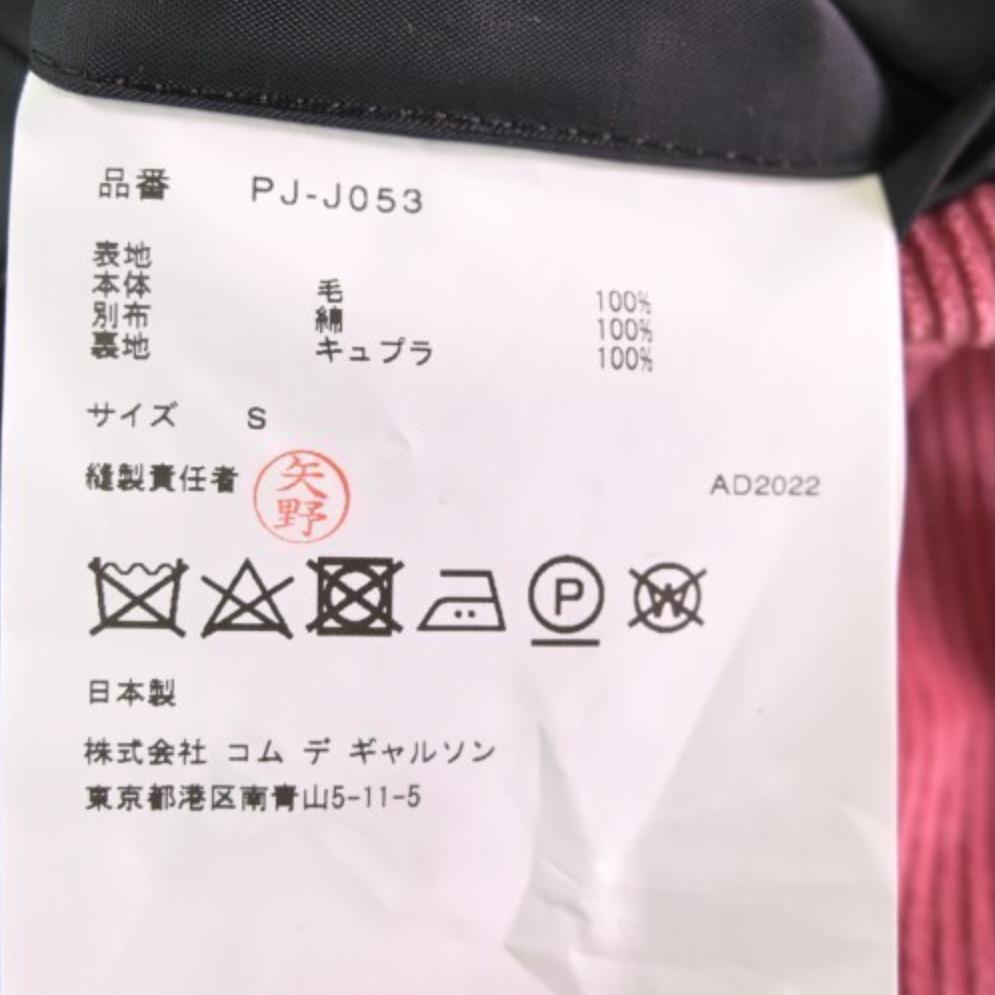 品番 PJ-J053
表地
本体 毛 100%
別布 綿 100%
裏地 キュプラ 100%
サイズ S
縫製責任者 矢野 AD2022
P W
日本製
株式会社 コム デ ギャルソン
東京都港区南青山5-11-5